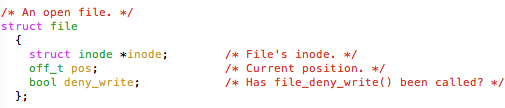 /* An open file. */
struct file
  {
    struct inode *inode;        /* File's inode. */
    off_t pos;                  /* Current position. */
    bool deny_write;            /* Has file_deny_write() been called? */
  };